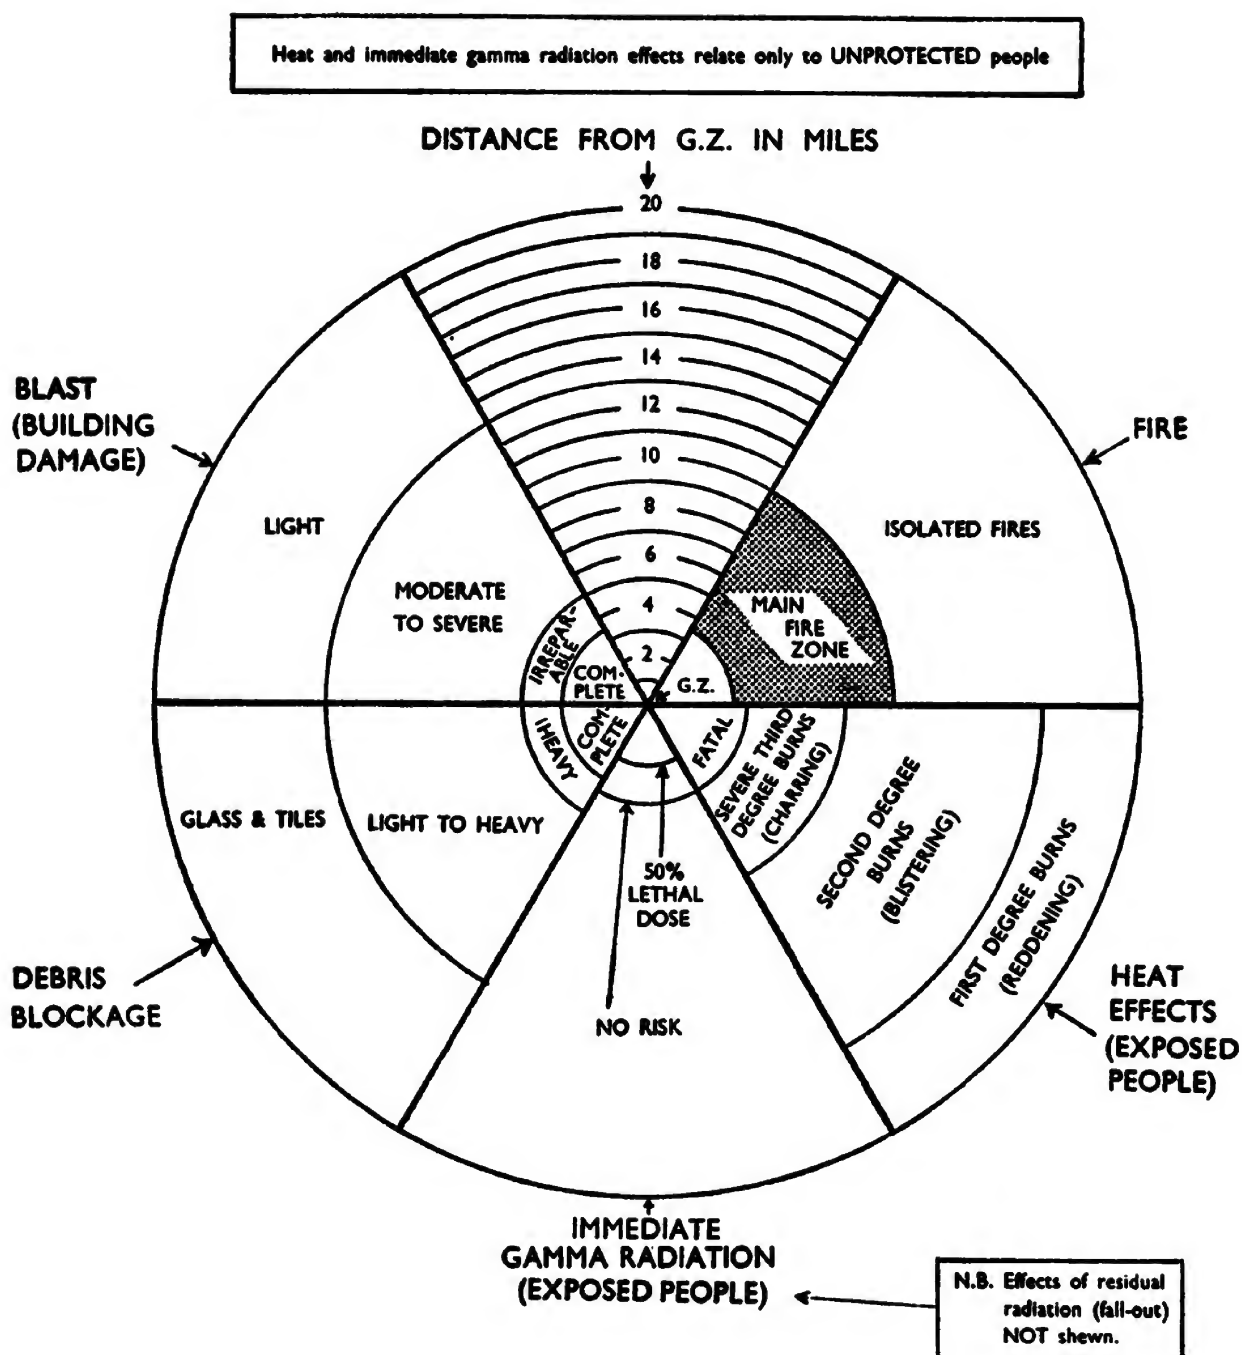 Heat and immediate gamma radiation effects relate only to UNPROTECTED people
DISTANCE FROM G.Z. IN MILES
20
18
16
14
12
10
8
6
4
2
G.Z.
BLAST
(BUILDING
DAMAGE)
LIGHT
MODERATE
TO SEVERE
IRREPAR-
ABLE
COM-
PLETE
FIRE
ISOLATED FIRES
MAIN
FIRE
ZONE
DEBRIS
BLOCKAGE
GLASS & TILES
LIGHT TO HEAVY
HEAVY
COM-
PLETE
50%
LETHAL
DOSE
NO RISK
FATAL
SEVERE THIRD
DEGREE BURNS
(CHARRING)
SECOND DEGREE
BURNS
(BLISTERING)
FIRST DEGREE BURNS
(REDDENING)
HEAT
EFFECTS
(EXPOSED
PEOPLE)
IMMEDIATE
GAMMA RADIATION
(EXPOSED PEOPLE)
N.B. Effects of residual
radiation (fall-out)
NOT shewn.